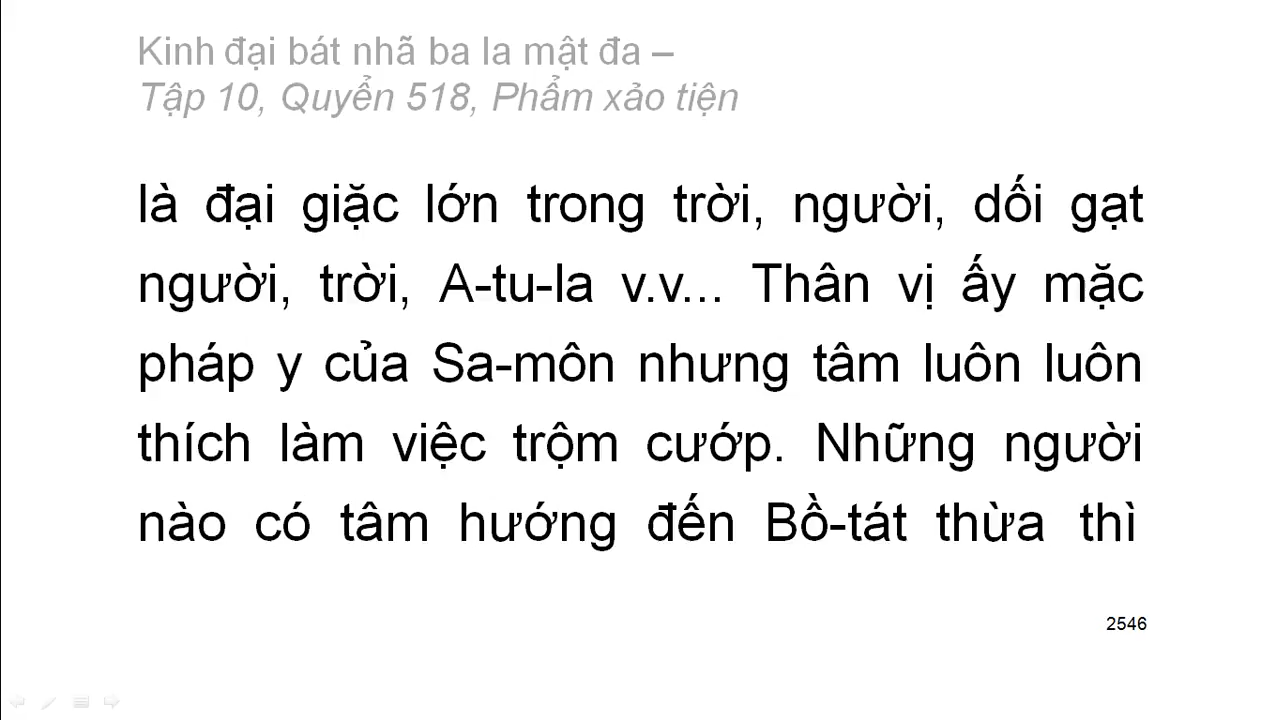 Kinh đại bát nhã ba la mật đa –
Tập 10, Quyển 518, Phẩm xảo tiện
là đại giặc lớn trong trời, người, dối gạt
người, trời, A-tu-la v.v... Thân vị ấy mặc
pháp y của Sa-môn nhưng tâm luôn luôn
thích làm việc trộm cướp. Những người
nào có tâm hướng đến Bồ-tát thừa thì
2546